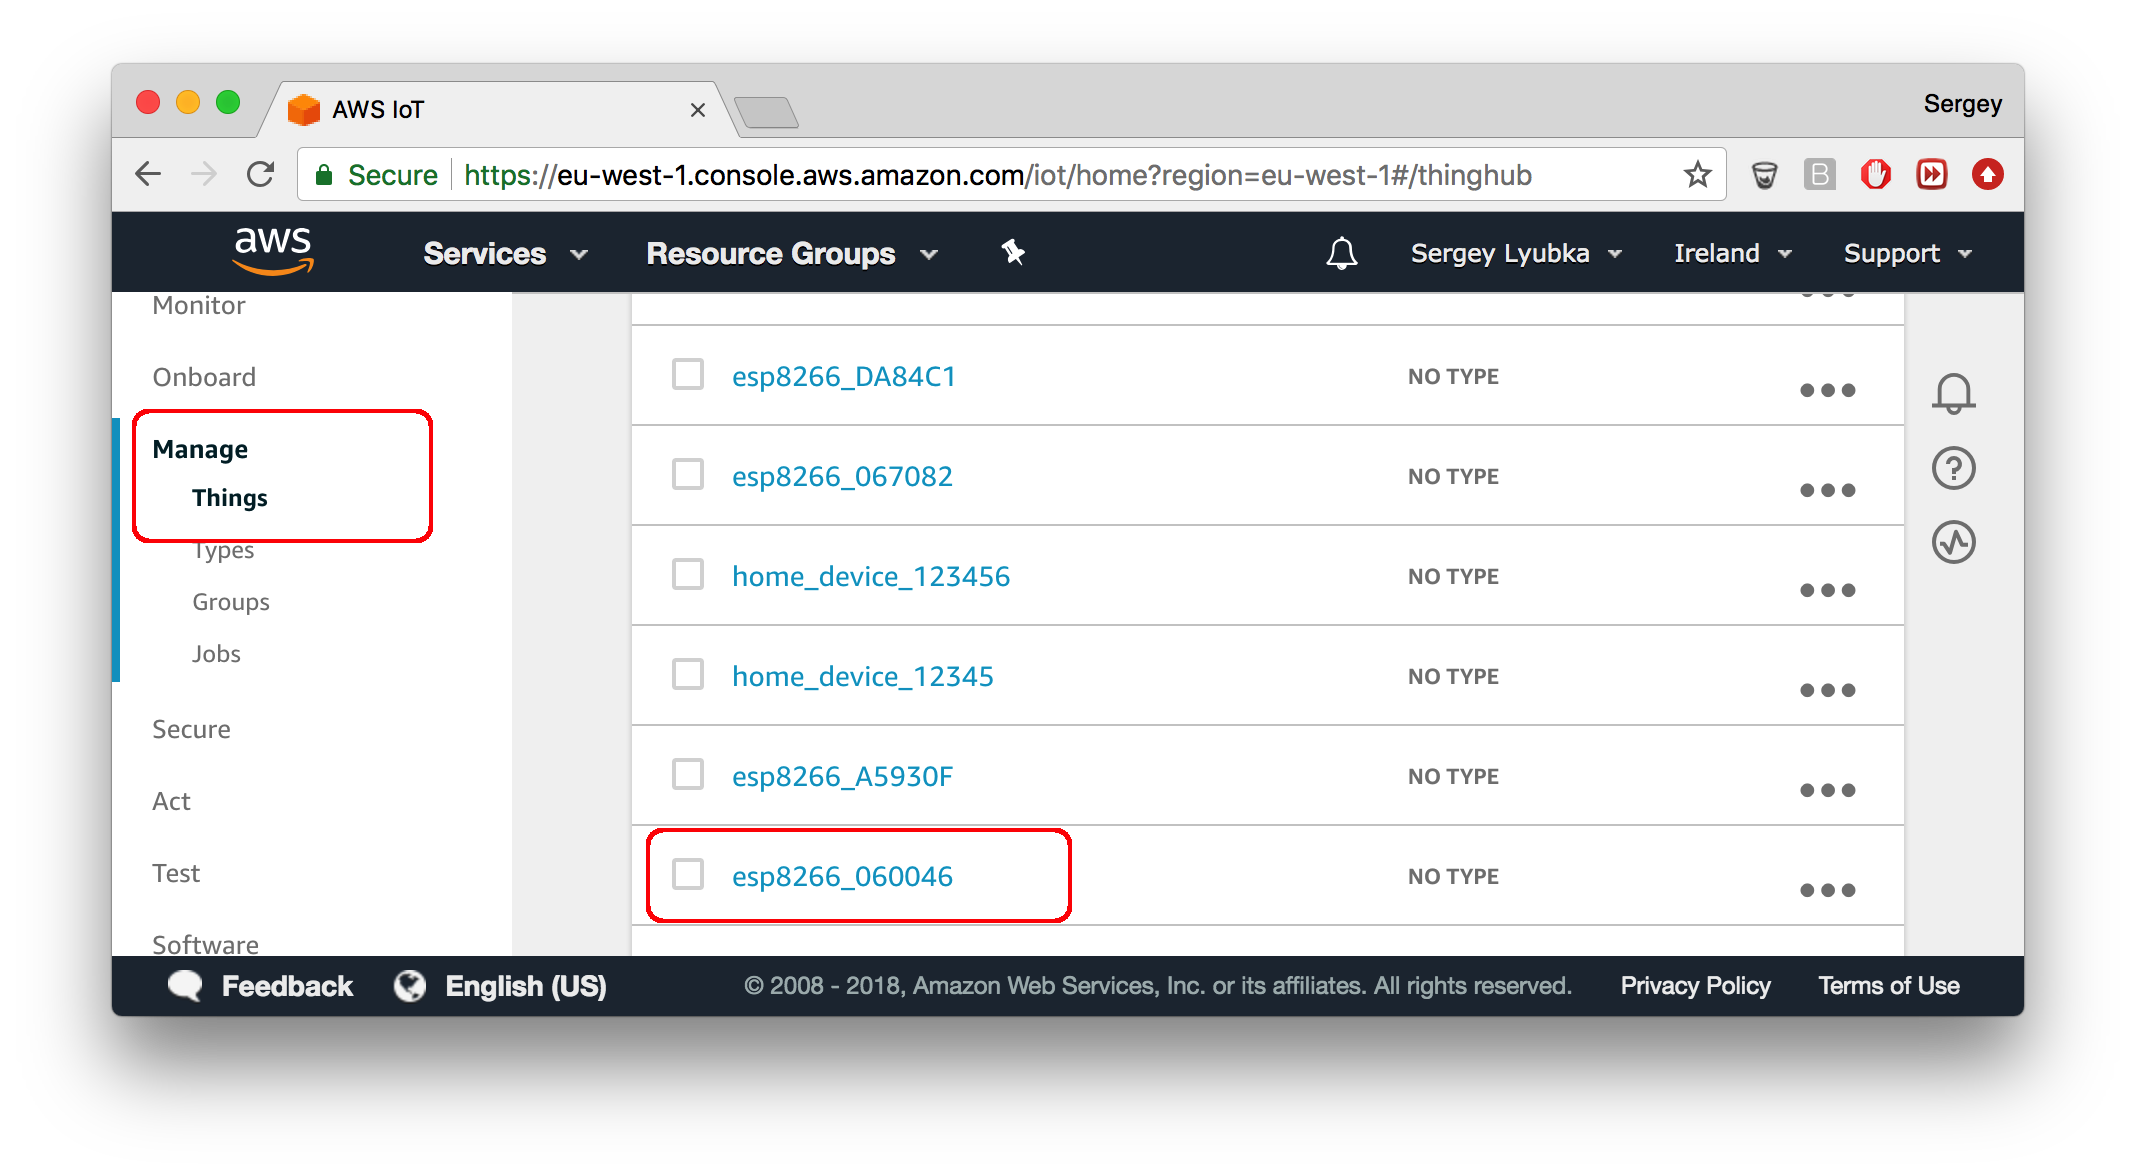 AWS IoT
Sergey
Secure https://eu-west-1.console.aws.amazon.com/iot/home?region=eu-west-1#/thinghub
B
aws Services Resource Groups Sergey Lyubka Ireland Support
Monitor
Onboard
Manage
Things
Types
Groups
Jobs
Secure
Act
Test
Software
esp8266_DA84C1 NO TYPE
esp8266_067082 NO TYPE
home_device_123456 NO TYPE
home_device_12345 NO TYPE
esp8266_A5930F NO TYPE
esp8266_060046 NO TYPE
Feedback English (US) © 2008 - 2018, Amazon Web Services, Inc. or its affiliates. All rights reserved. Privacy Policy Terms of Use